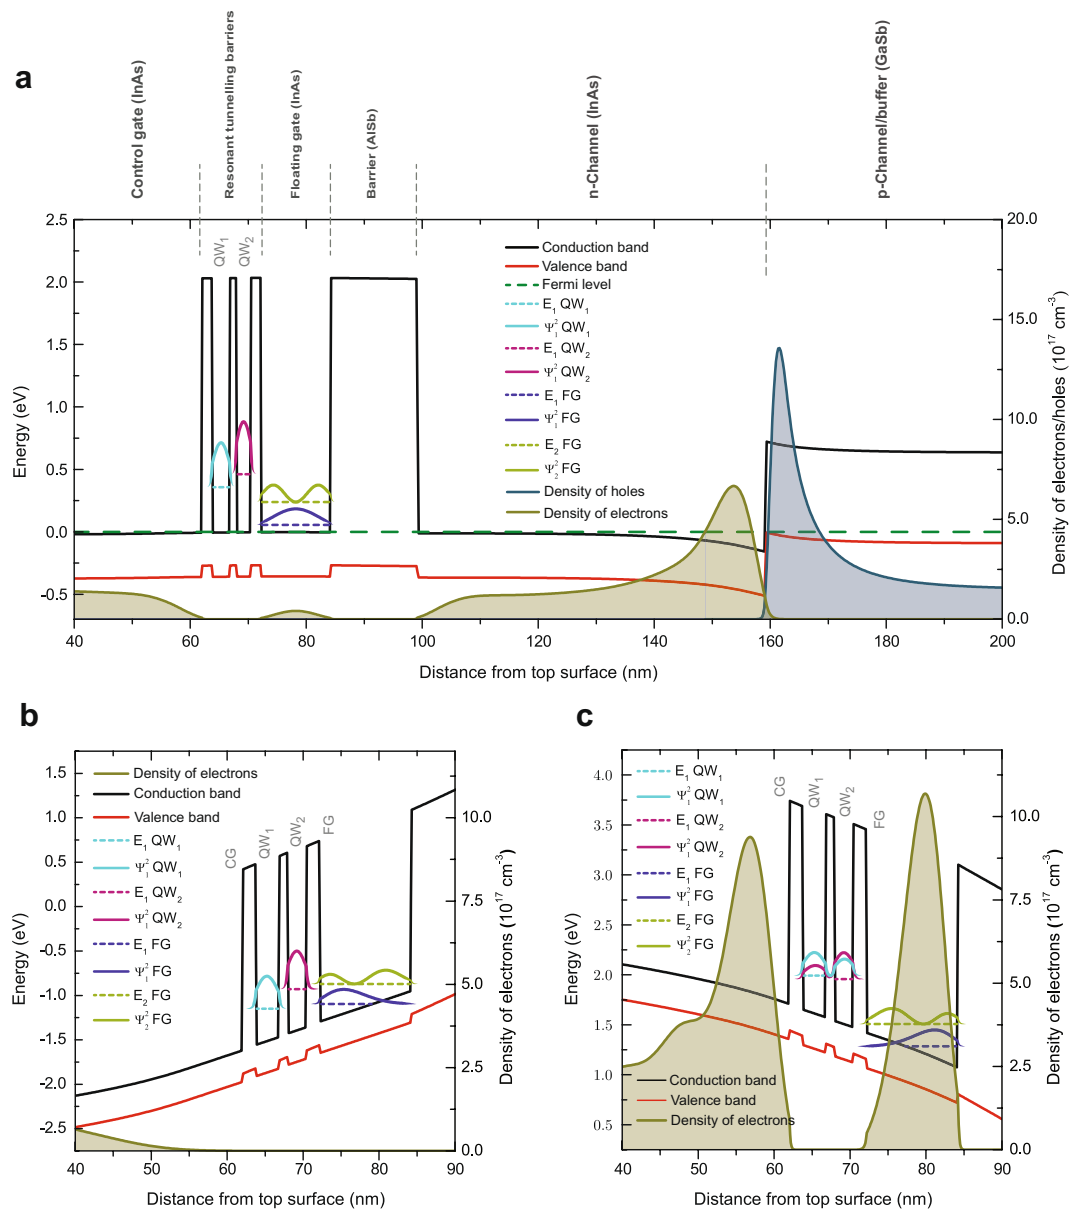 a
Control gate (InAs)
Resonant tunnelling barriers
Floating gate (InAs)
Barrier (AlSb)
n-Channel (InAs)
p-Channel/buffer (GaSb)
2.5
2.0
1.5
1.0
0.5
0.0
-0.5
Energy (eV)
QW₁
QW₂
Conduction band
Valence band
Fermi level
E₁ QW₁
Ψ₁² QW₁
E₁ QW₂
Ψ₁² QW₂
E₁ FG
Ψ₁² FG
E₂ FG
Ψ₂² FG
Density of holes
Density of electrons
20.0
15.0
10.0
5.0
0.0
Density of electrons/holes (10¹⁷ cm⁻³)
40 60 80 100 120 140 160 180 200
Distance from top surface (nm)
b
1.5
1.0
0.5
0.0
-0.5
-1.0
-1.5
-2.0
-2.5
Energy (eV)
Density of electrons
Conduction band
Valence band
E₁ QW₁
Ψ₁² QW₁
E₁ QW₂
Ψ₁² QW₂
E₁ FG
Ψ₁² FG
E₂ FG
Ψ₂² FG
CG
QW₁
QW₂
FG
10.0
7.5
5.0
2.5
0.0
Density of electrons (10¹⁷ cm⁻³)
40 50 60 70 80 90
Distance from top surface (nm)
c
4.0
3.5
3.0
2.5
2.0
1.5
1.0
0.5
Energy (eV)
E₁ QW₁
Ψ₁² QW₁
E₁ QW₂
Ψ₁² QW₂
E₁ FG
Ψ₁² FG
E₂ FG
Ψ₂² FG
CG
QW₁
QW₂
FG
Conduction band
Valence band
Density of electrons
10.0
7.5
5.0
2.5
0.0
Density of electrons (10¹⁷ cm⁻³)
40 50 60 70 80 90
Distance from top surface (nm)